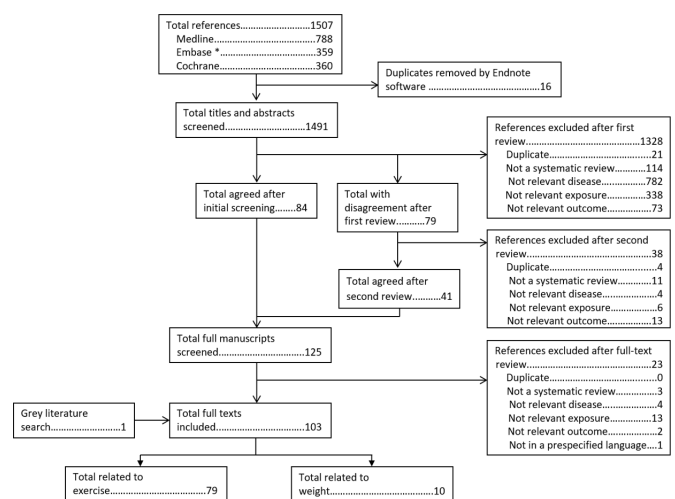 Total references……………………1507
Medline……………………………788
Embase *…………………………359
Cochrane…………………………360
Duplicates removed by Endnote
software ……………………………………16
Total titles and abstracts
screened……………………………1491
References excluded after first
review……………………………………1328
Duplicate……………………………21
Not a systematic review……………114
Not relevant disease………………782
Not relevant exposure………………338
Not relevant outcome………………73
Total agreed after
initial screening……..84
Total with
disagreement after
first review…………79
References excluded after second
review……………………………………38
Duplicate……………………………..4
Not a systematic review……………11
Not relevant disease…………………4
Not relevant exposure………………6
Not relevant outcome………………13
Total agreed after
second review………..41
Total full manuscripts
screened……………………………125
References excluded after full-text
review……………………………………23
Duplicate……………………………..0
Not a systematic review……………3
Not relevant disease…………………4
Not relevant exposure………………13
Not relevant outcome………………2
Not in a prespecified language….1
Grey literature
search………………………1
Total full texts
included……………………………103
Total related to
exercise………………………………79
Total related to
weight…………………………………10